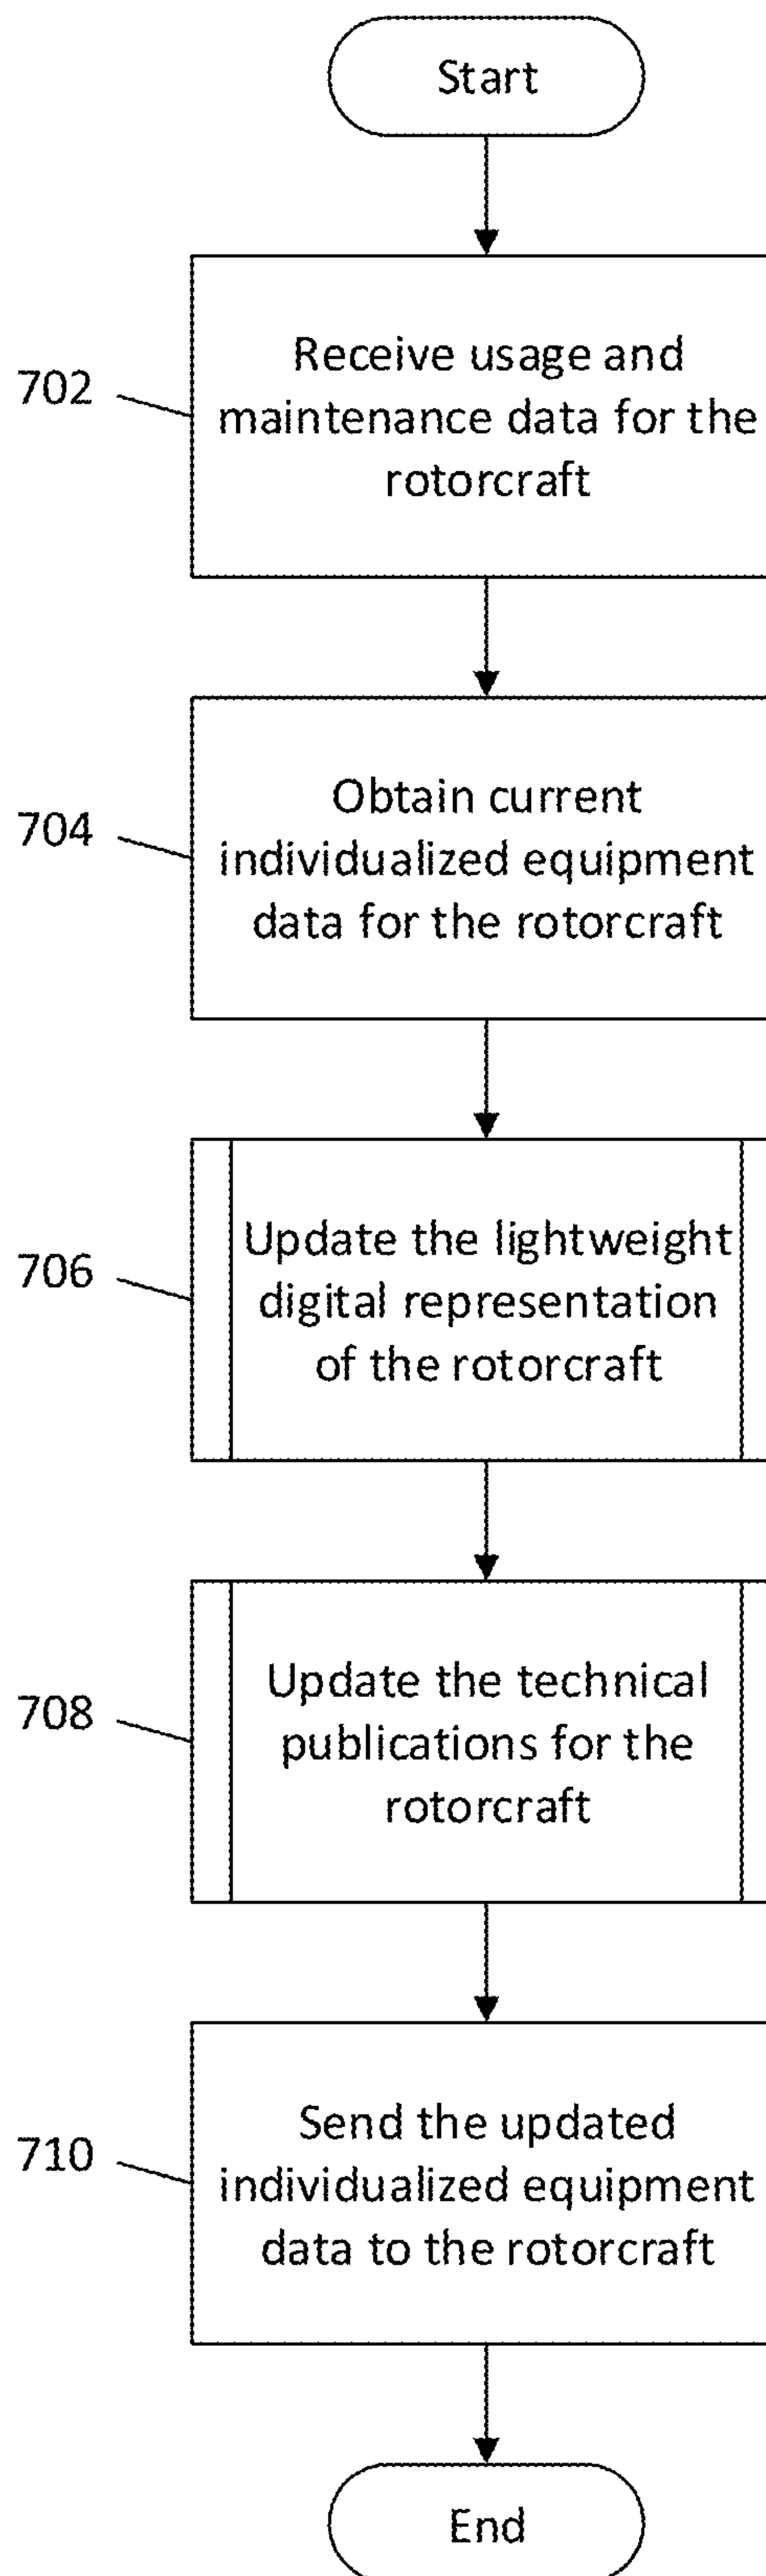 Start
702
Receive usage and
maintenance data for the
rotorcraft
704
Obtain current
individualized equipment
data for the rotorcraft
706
Update the lightweight
digital representation
of the rotorcraft
708
Update the technical
publications for the
rotorcraft
710
Send the updated
individualized equipment
data to the rotorcraft
End